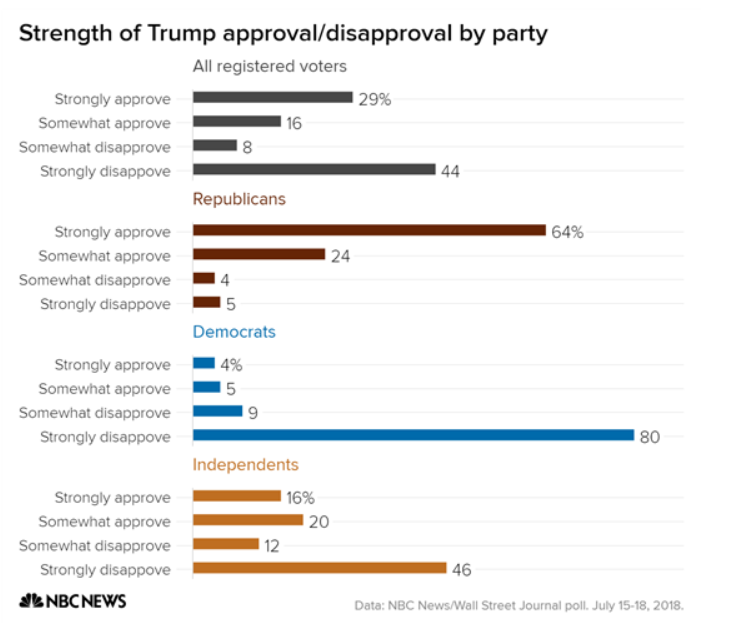 Strength of Trump approval/disapproval by party
All registered voters
Strongly approve 29%
Somewhat approve 16
Somewhat disapprove 8
Strongly disappove 44
Republicans
Strongly approve 64%
Somewhat approve 24
Somewhat disapprove 4
Strongly disappove 5
Democrats
Strongly approve 4%
Somewhat approve 5
Somewhat disapprove 9
Strongly disappove 80
Independents
Strongly approve 16%
Somewhat approve 20
Somewhat disapprove 12
Strongly disappove 46
NBC NEWS Data: NBC News/Wall Street Journal poll. July 15-18, 2018.